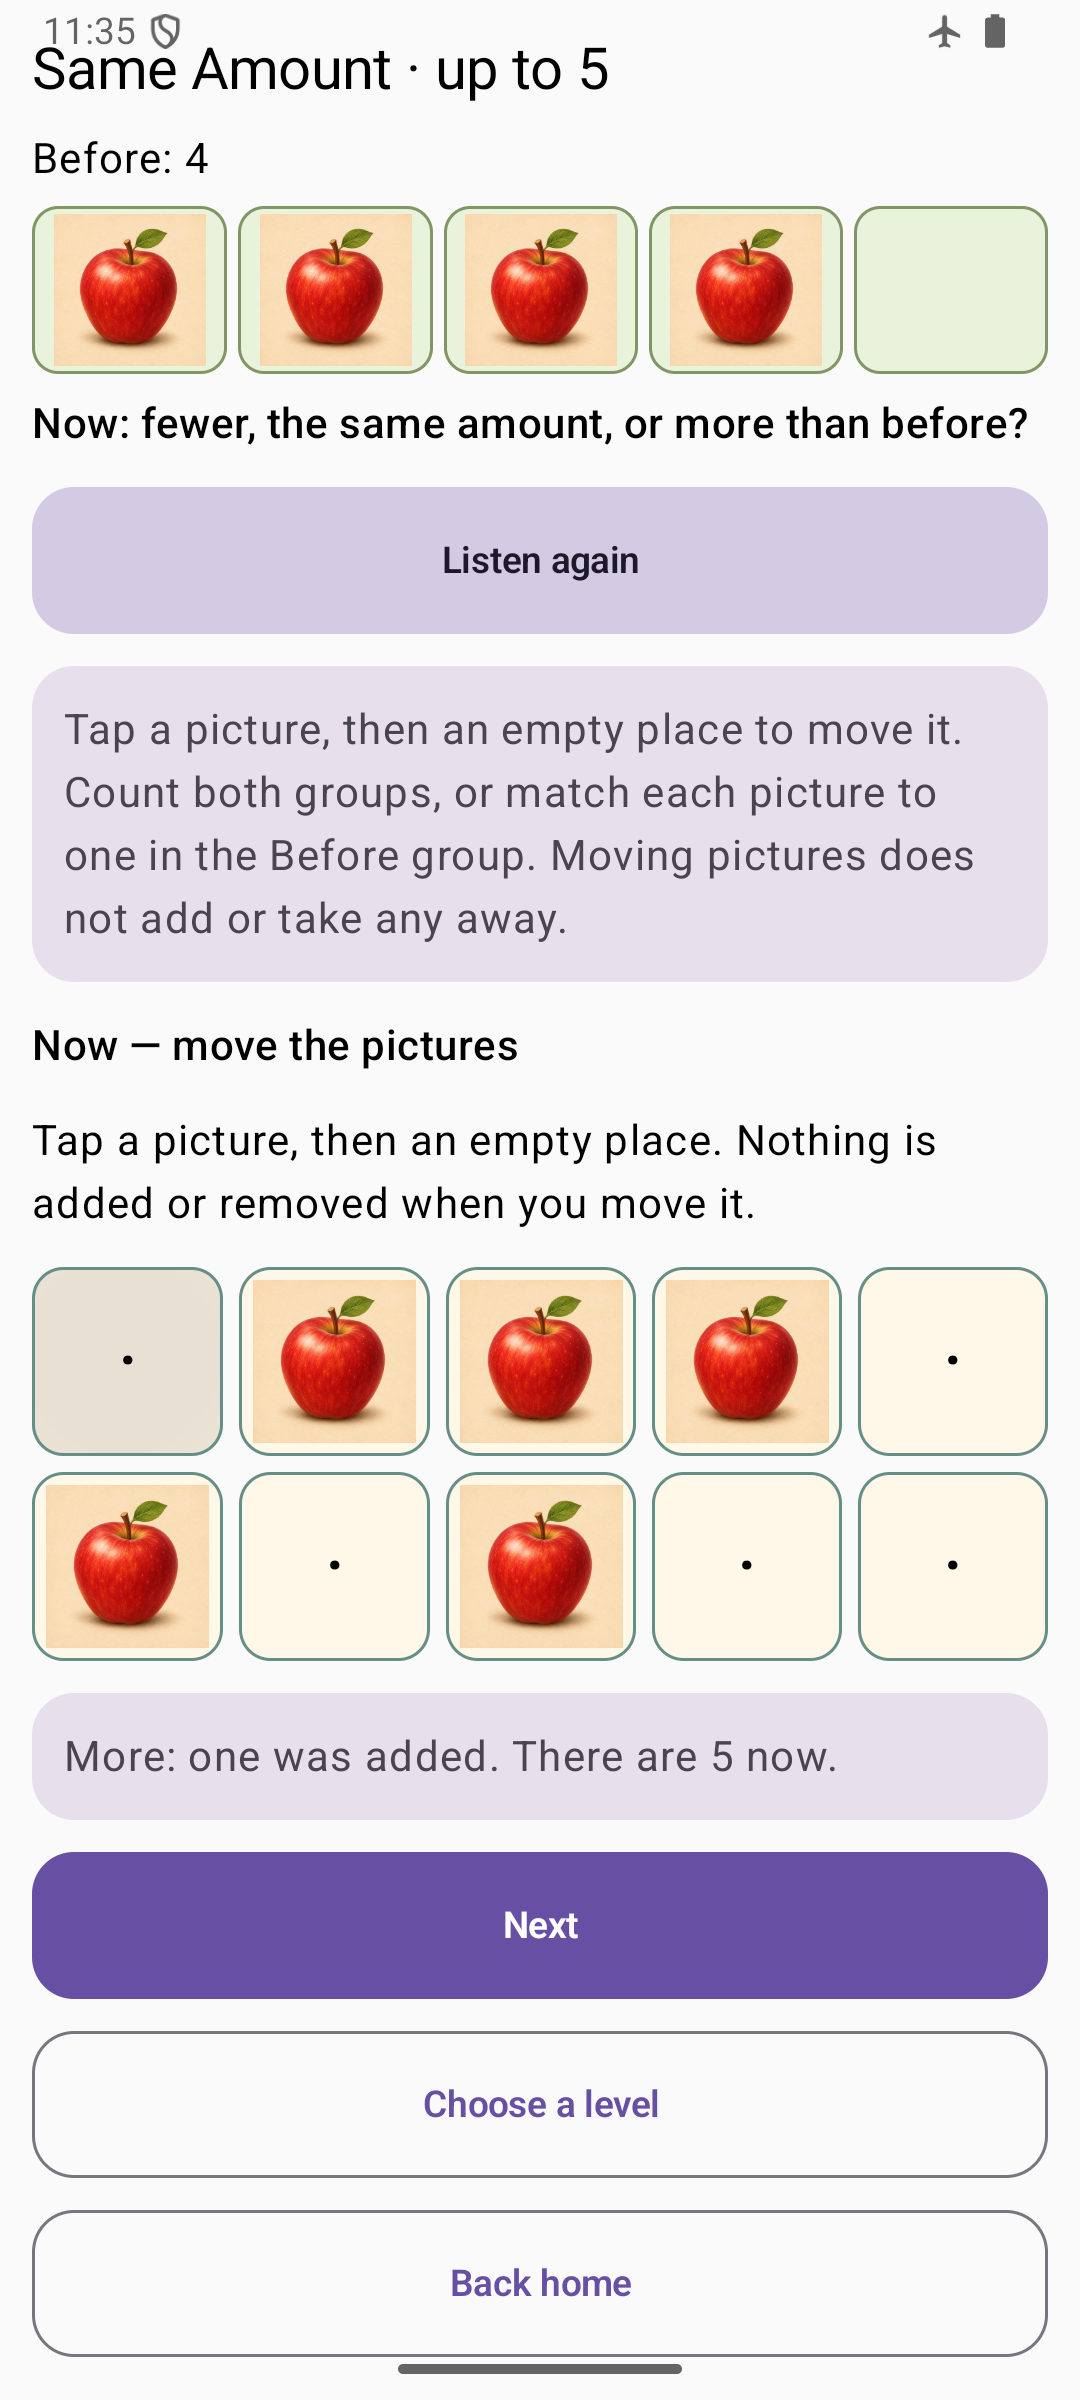 11:35
Same Amount · up to 5
Before: 4
Now: fewer, the same amount, or more than before?
Listen again
Tap a picture, then an empty place to move it.
Count both groups, or match each picture to
one in the Before group. Moving pictures does
not add or take any away.
Now — move the pictures
Tap a picture, then an empty place. Nothing is
added or removed when you move it.
More: one was added. There are 5 now.
Next
Choose a level
Back home